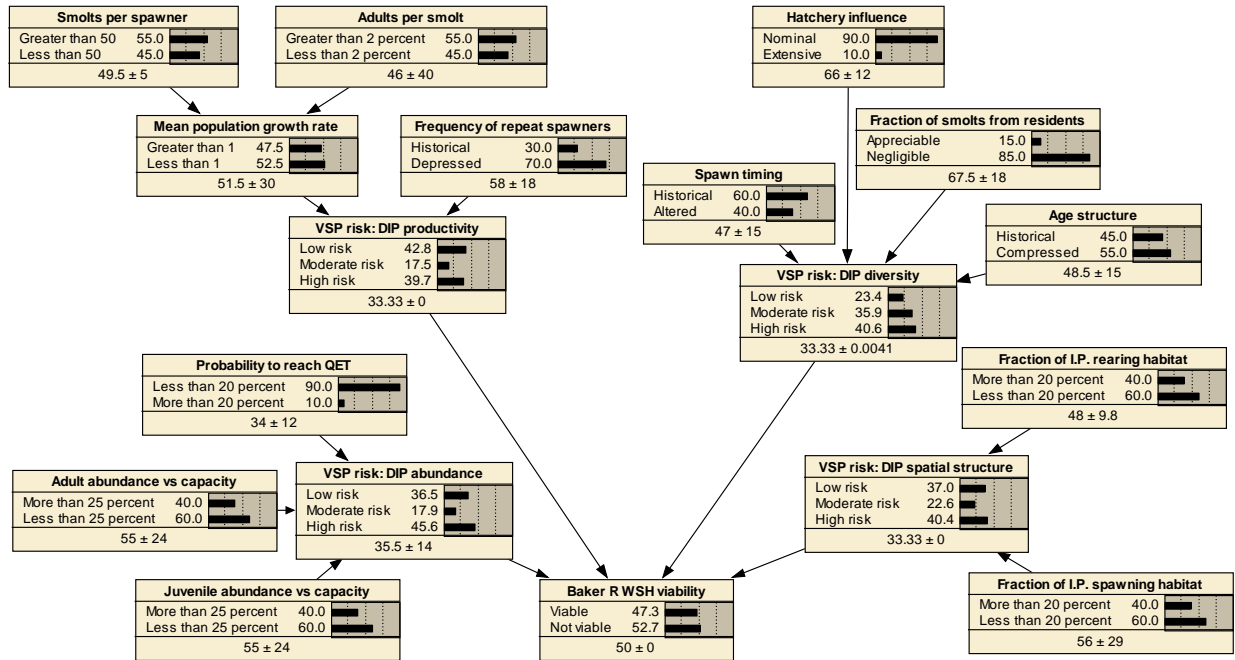 Smolts per spawner
Greater than 50 55.0
Less than 50 45.0
49.5 ± 5
Adults per smolt
Greater than 2 percent 55.0
Less than 2 percent 45.0
46 ± 40
Hatchery influence
Nominal 90.0
Extensive 10.0
66 ± 12
Mean population growth rate
Greater than 1 47.5
Less than 1 52.5
51.5 ± 30
Frequency of repeat spawners
Historical 30.0
Depressed 70.0
58 ± 18
Fraction of smolts from residents
Appreciable 15.0
Negligible 85.0
67.5 ± 18
Spawn timing
Historical 60.0
Altered 40.0
47 ± 15
Age structure
Historical 45.0
Compressed 55.0
48.5 ± 15
VSP risk: DIP productivity
Low risk 42.8
Moderate risk 17.5
High risk 39.7
33.33 ± 0
VSP risk: DIP diversity
Low risk 23.4
Moderate risk 35.9
High risk 40.6
33.33 ± 0.0041
Probability to reach QET
Less than 20 percent 90.0
More than 20 percent 10.0
34 ± 12
Fraction of I.P. rearing habitat
More than 20 percent 40.0
Less than 20 percent 60.0
48 ± 9.8
Adult abundance vs capacity
More than 25 percent 40.0
Less than 25 percent 60.0
55 ± 24
VSP risk: DIP abundance
Low risk 36.5
Moderate risk 17.9
High risk 45.6
35.5 ± 14
VSP risk: DIP spatial structure
Low risk 37.0
Moderate risk 22.6
High risk 40.4
33.33 ± 0
Juvenile abundance vs capacity
More than 25 percent 40.0
Less than 25 percent 60.0
55 ± 24
Baker R WSH viability
Viable 47.3
Not viable 52.7
50 ± 0
Fraction of I.P. spawning habitat
More than 20 percent 40.0
Less than 20 percent 60.0
56 ± 29